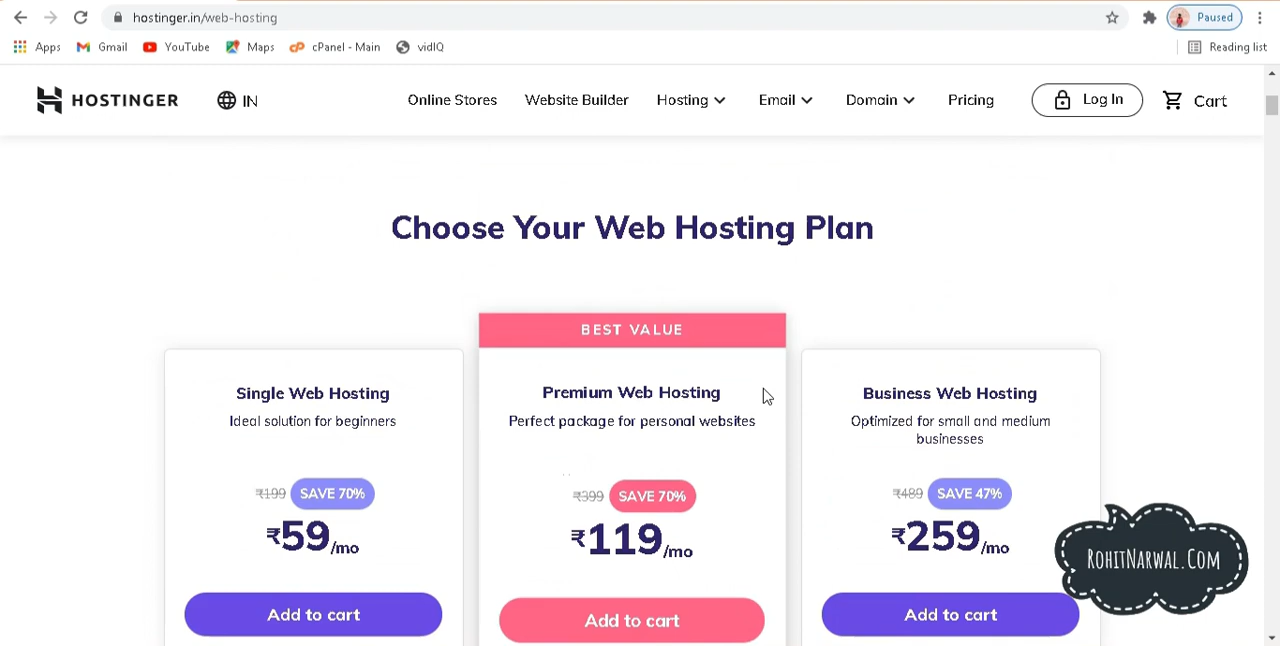 hostinger.in/web-hosting
Paused
Apps
Gmail
YouTube
Maps
cPanel - Main
vidIQ
Reading list
HOSTINGER
IN
Online Stores
Website Builder
Hosting
Email
Domain
Pricing
Log In
Cart
Choose Your Web Hosting Plan
BEST VALUE
Single Web Hosting
Ideal solution for beginners
₹199 SAVE 70%
₹59/mo
Add to cart
Premium Web Hosting
Perfect package for personal websites
₹399 SAVE 70%
₹119/mo
Add to cart
Business Web Hosting
Optimized for small and medium
businesses
₹489 SAVE 47%
₹259/mo
Add to cart
ROHITNARWAL.COM